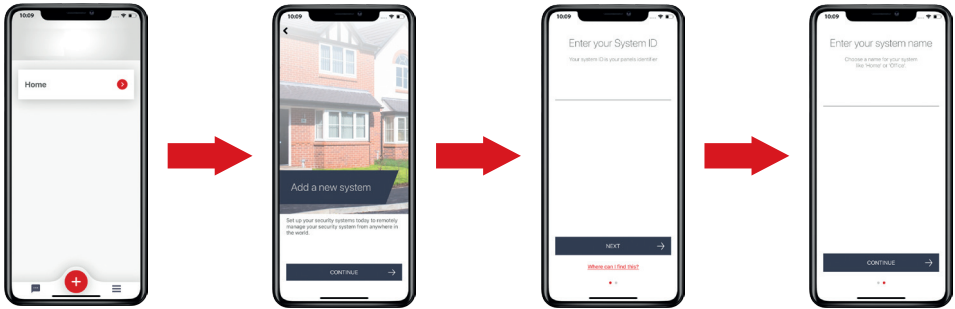 10:09
Home
10:09
Add a new system
Set up your security systems today to remotely
manage your security system from anywhere in
the world.
CONTINUE
10:09
Enter your System ID
Your system ID is your panels identifier
NEXT
Where can I find this?
10:09
Enter your system name
Choose a name for your system
like 'Home' or 'Office'.
CONTINUE